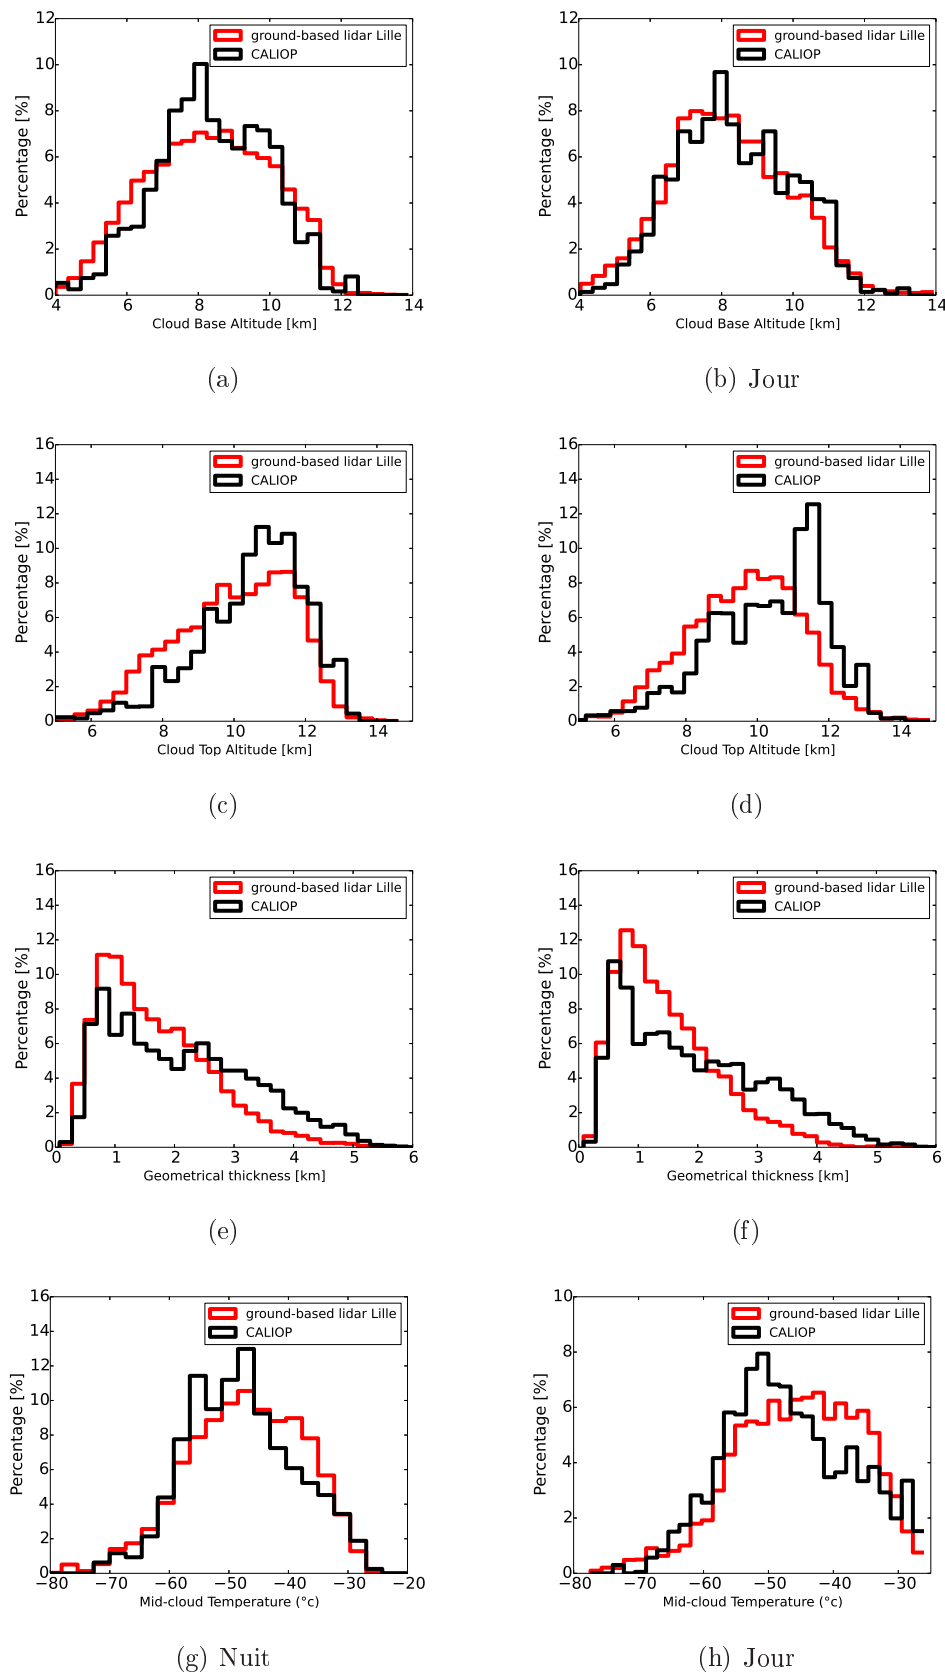 12
10
8
6
4
2
0
Percentage [%]
ground-based lidar Lille
CALIOP
4 6 8 10 12 14
Cloud Base Altitude [km]
(a)
12
10
8
6
4
2
0
Percentage [%]
ground-based lidar Lille
CALIOP
4 6 8 10 12 14
Cloud Base Altitude [km]
(b) Jour
16
14
12
10
8
6
4
2
0
Percentage [%]
ground-based lidar Lille
CALIOP
6 8 10 12 14
Cloud Top Altitude [km]
(c)
16
14
12
10
8
6
4
2
0
Percentage [%]
ground-based lidar Lille
CALIOP
6 8 10 12 14
Cloud Top Altitude [km]
(d)
16
14
12
10
8
6
4
2
0
Percentage [%]
ground-based lidar Lille
CALIOP
0 1 2 3 4 5 6
Geometrical thickness [km]
(e)
16
14
12
10
8
6
4
2
0
Percentage [%]
ground-based lidar Lille
CALIOP
0 1 2 3 4 5 6
Geometrical thickness [km]
(f)
16
14
12
10
8
6
4
2
0
Percentage [%]
ground-based lidar Lille
CALIOP
−80 −70 −60 −50 −40 −30 −20
Mid-cloud Temperature (°c)
(g) Nuit
10
8
6
4
2
0
Percentage [%]
ground-based lidar Lille
CALIOP
−80 −70 −60 −50 −40 −30
Mid-cloud Temperature (°c)
(h) Jour